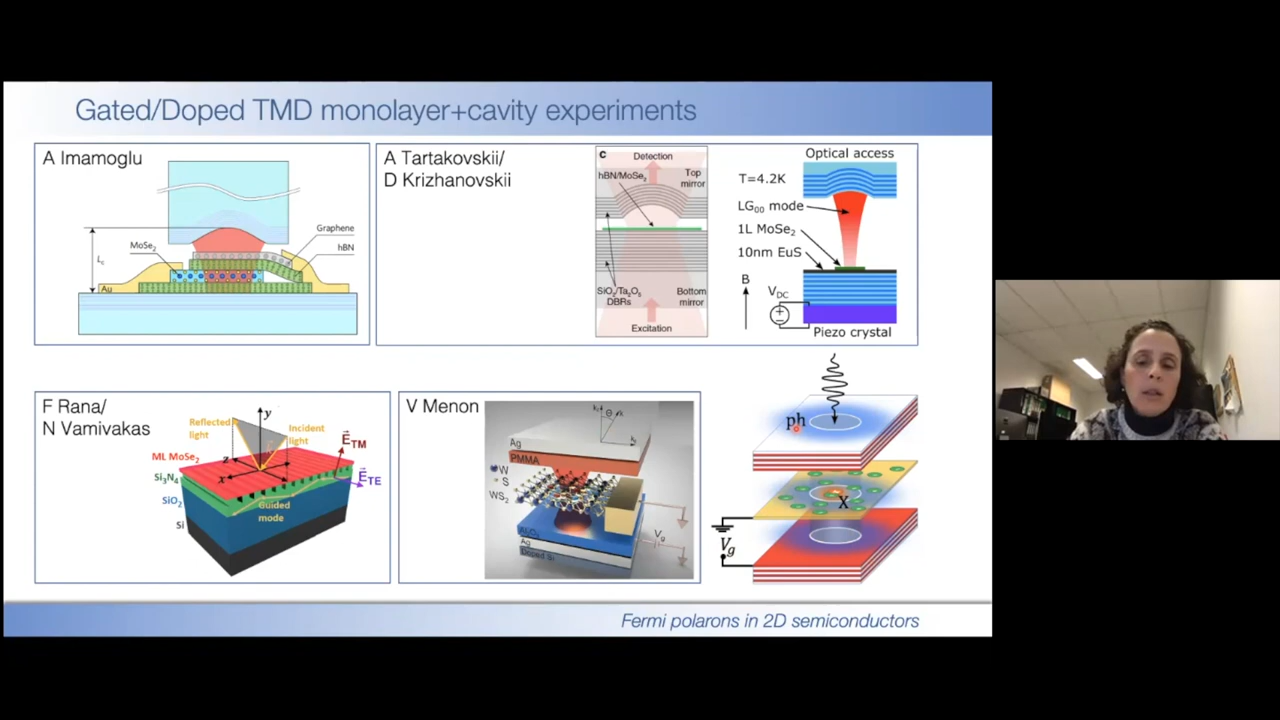 Gated/Doped TMD monolayer+cavity experiments
A Imamoglu
MoSe2
Graphene
hBN
Lc
Au
A Tartakovskii/
D Krizhanovskii
c
Detection
hBN/MoSe2
Top
mirror
SiO2/Ta2O5
DBRs
Bottom
mirror
Excitation
Optical access
T=4.2K
LG00 mode
1L MoSe2
10nm EuS
B
VDC
Piezo crystal
F Rana/
N Vamivakas
Reflected
light
y
Incident
light
ETM
ML MoSe2
z
x
Si3N4
ETE
SiO2
Guided
mode
Si
V Menon
Ag
PMMA
W
S
WS2
Al2O3
Ag
Doped Si
Vg
ph
X
Vg
Fermi polarons in 2D semiconductors